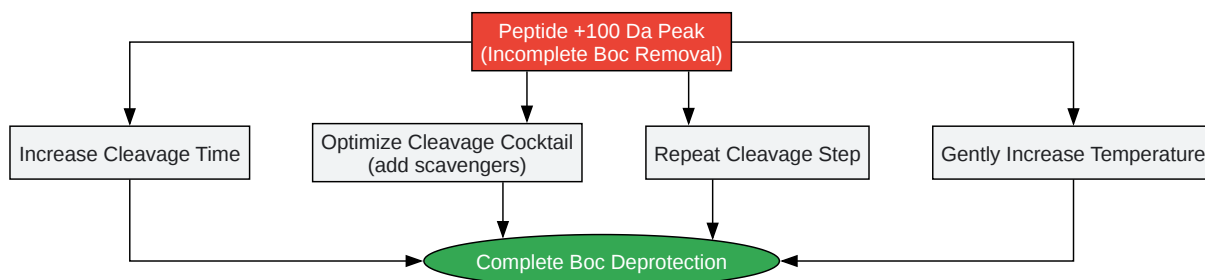 Peptide +100 Da Peak
(Incomplete Boc Removal)
Increase Cleavage Time
Optimize Cleavage Cocktail
(add scavengers)
Repeat Cleavage Step
Gently Increase Temperature
Complete Boc Deprotection